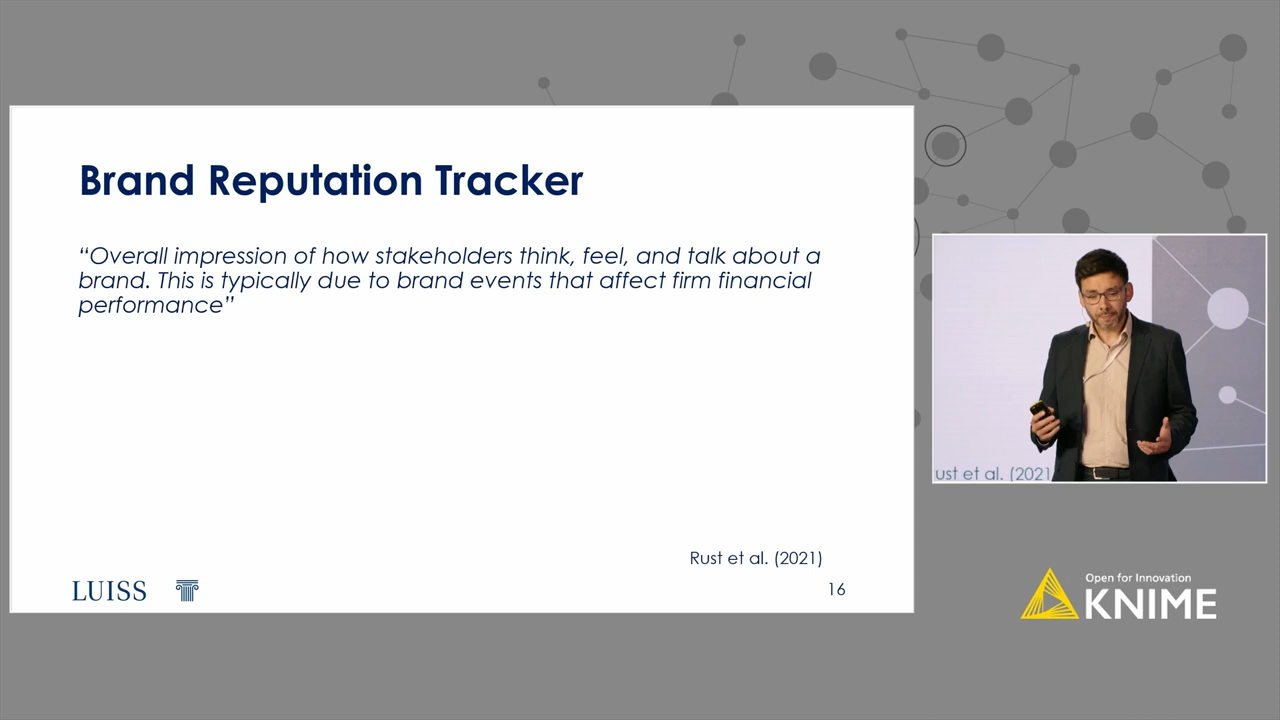 Brand Reputation Tracker
“Overall impression of how stakeholders think, feel, and talk about a
brand. This is typically due to brand events that affect firm financial
performance”
Rust et al. (2021)
LUISS
16
ust et al. (2021
Open for Innovation
KNIME